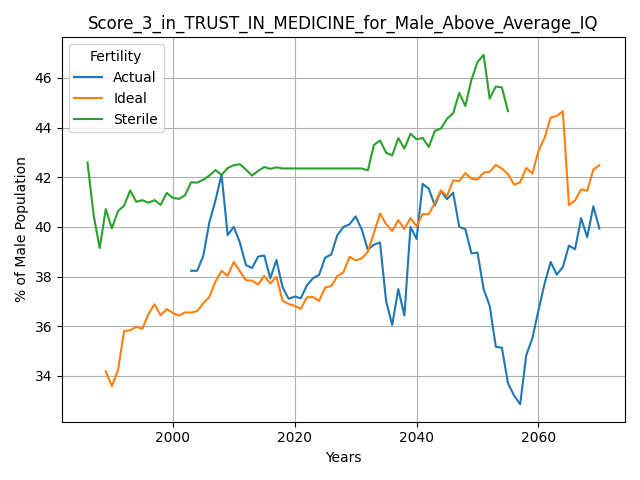 Score_3_in_TRUST_IN_MEDICINE_for_Male_Above_Average_IQ
Fertility
Actual
Ideal
Sterile
% of Male Population
46
44
42
40
38
36
34
2000
2020
2040
2060
Years